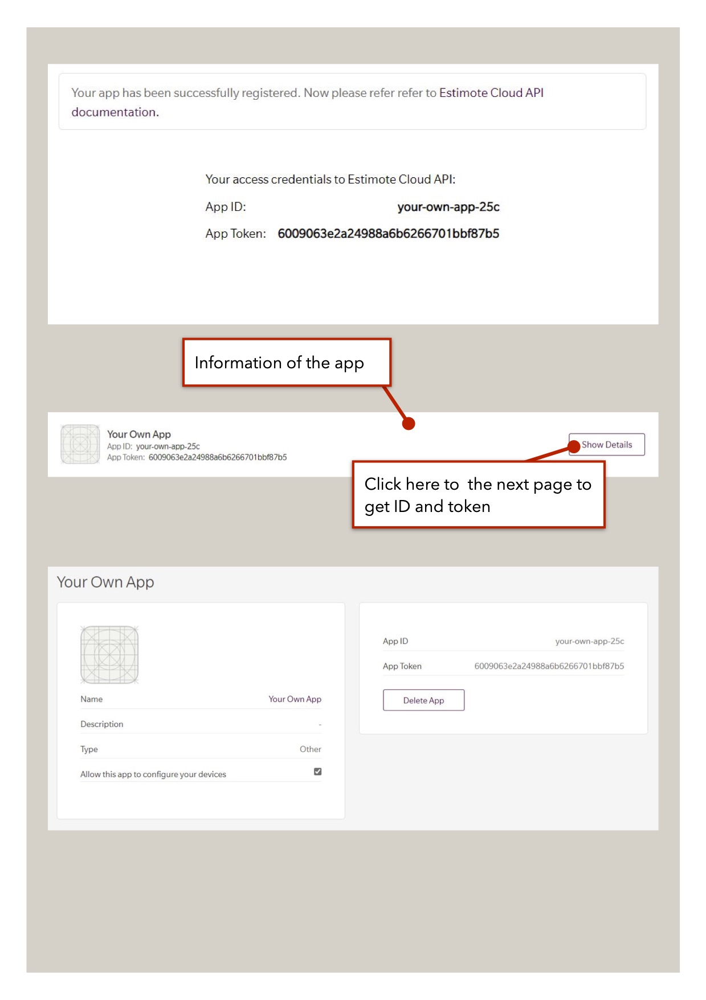 Your app has been successfully registered. Now please refer refer to Estimote Cloud API
documentation.
Your access credentials to Estimote Cloud API:
App ID: your-own-app-25c
App Token: 6009063e2a24988a6b6266701bbf87b5
Information of the app
Your Own App
App ID: your-own-app-25c
App Token: 6009063e2a24988a6b6266701bbf87b5
Show Details
Click here to the next page to
get ID and token
Your Own App
Name Your Own App
Description -
Type Other
Allow this app to configure your devices
App ID your-own-app-25c
App Token 6009063e2a24988a6b6266701bbf87b5
Delete App